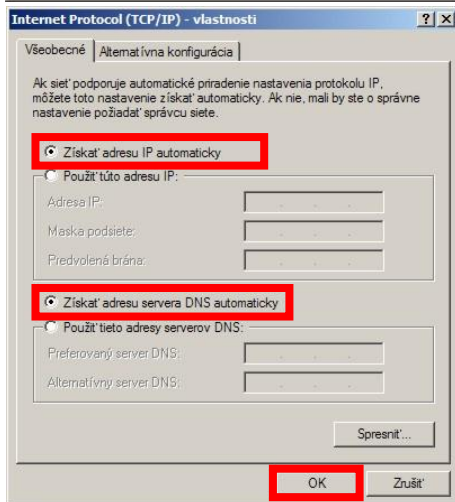 Internet Protocol (TCP/IP) - vlastnosti
Všeobecné
Alternatívna konfigurácia
Ak sieť podporuje automatické priradenie nastavenia protokolu IP,
môžete toto nastavenie získať automaticky. Ak nie, mali by ste o správne
nastavenie požiadať správcu siete.
Získať adresu IP automaticky
Použiť túto adresu IP:
Adresa IP:
Maska podsiete:
Predvolená brána:
Získať adresu servera DNS automaticky
Použiť tieto adresy serverov DNS:
Preferovaný server DNS:
Alternatívny server DNS:
Spresniť...
OK
Zrušiť